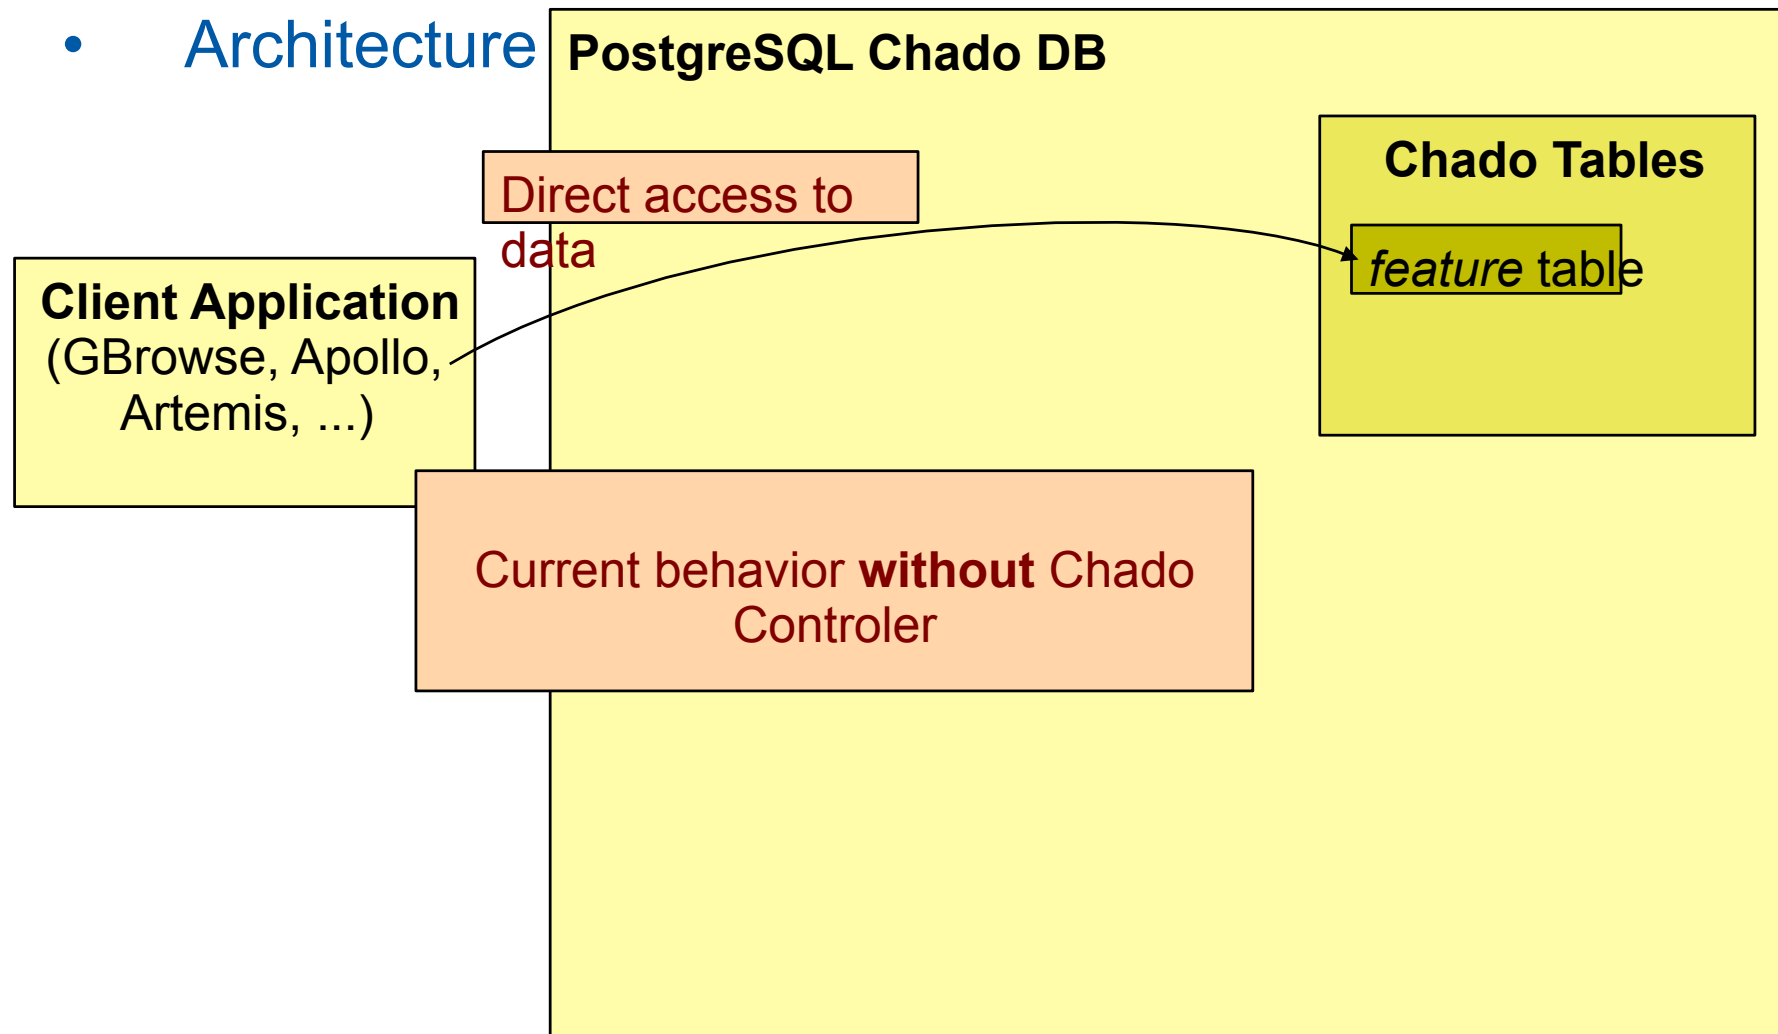 • Architecture
PostgreSQL Chado DB
Chado Tables
Direct access to
data
feature table
Client Application
(GBrowse, Apollo,
Artemis, ...)
Current behavior without Chado
Controler